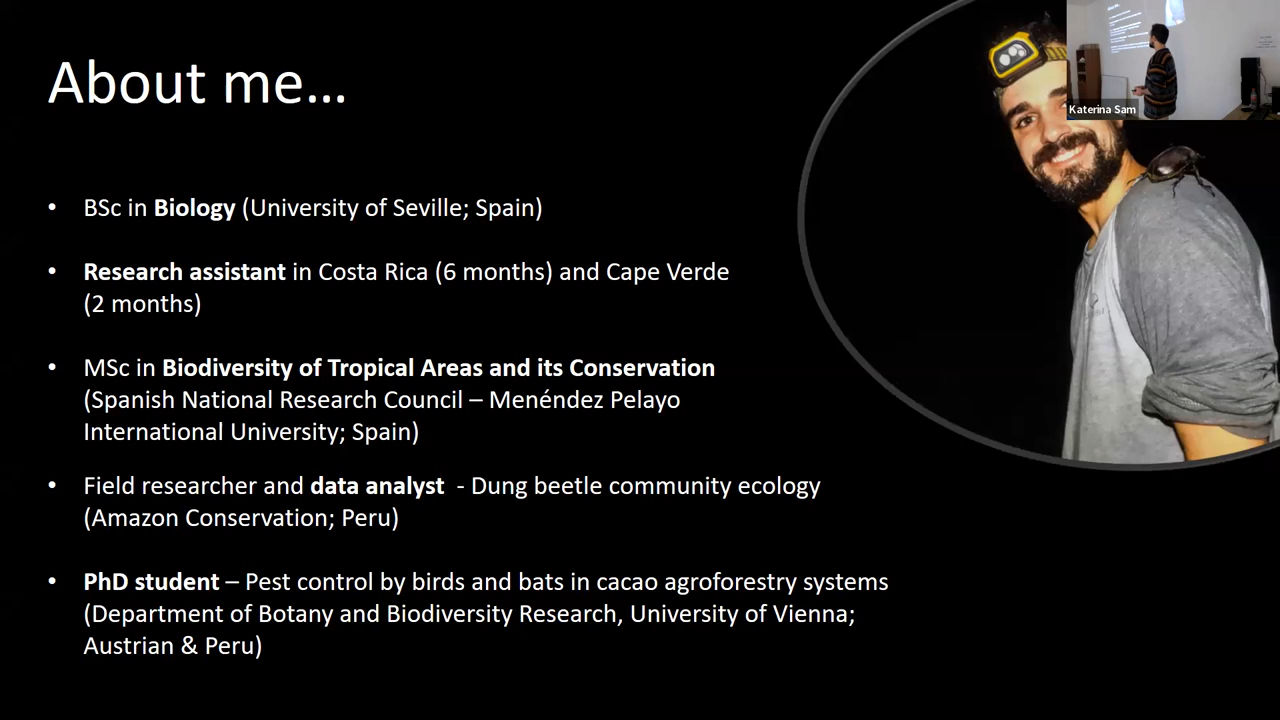 About me...
Katerina Sam
• BSc in Biology (University of Seville; Spain)
• Research assistant in Costa Rica (6 months) and Cape Verde
(2 months)
• MSc in Biodiversity of Tropical Areas and its Conservation
(Spanish National Research Council – Menéndez Pelayo
International University; Spain)
• Field researcher and data analyst - Dung beetle community ecology
(Amazon Conservation; Peru)
• PhD student – Pest control by birds and bats in cacao agroforestry systems
(Department of Botany and Biodiversity Research, University of Vienna;
Austrian & Peru)